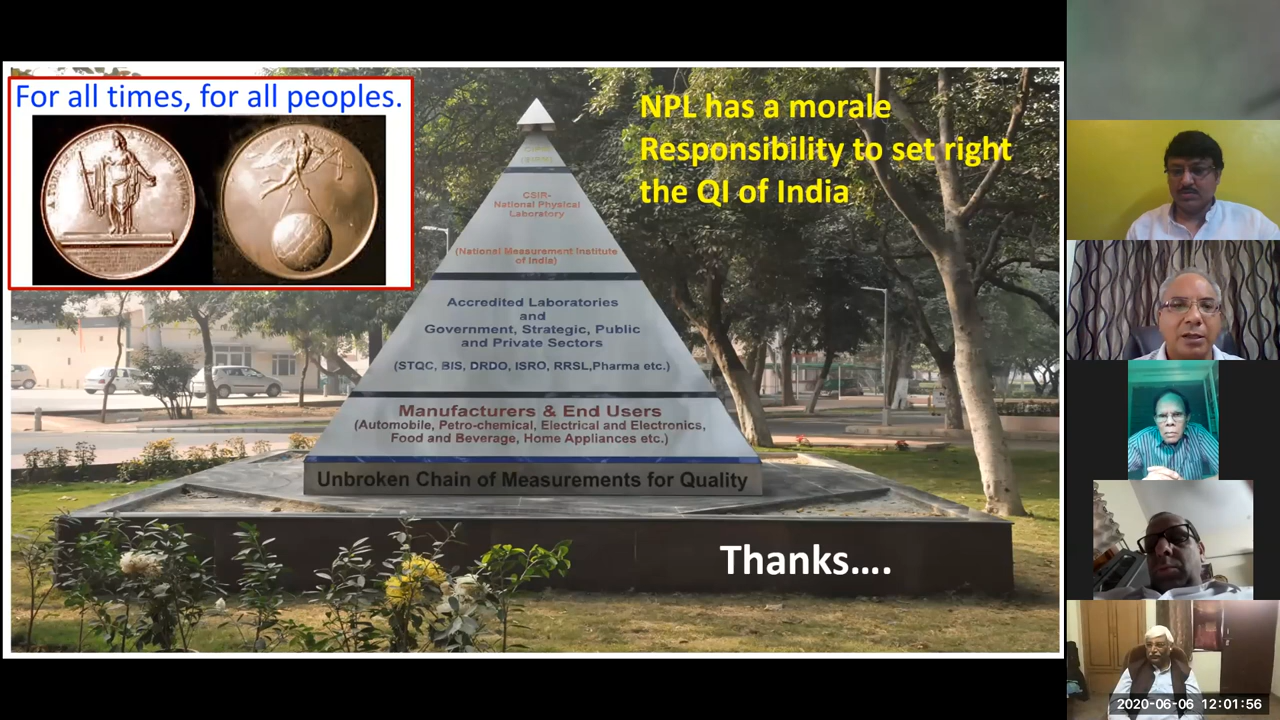 For all times, for all peoples.
NPL has a morale
Responsibility to set right
the QI of India
CSIR-
National Physical
Laboratory
(National Measurement Institute
of India)
Accredited Laboratories
and
Government, Strategic, Public
and Private Sectors
(STQC, BIS, DRDO, ISRO, RRSL,Pharma etc.)
Manufacturers & End Users
(Automobile, Petro-chemical, Electrical and Electronics,
Food and Beverage, Home Appliances etc.)
Unbroken Chain of Measurements for Quality
Thanks....
2020-06-06 12:01:56